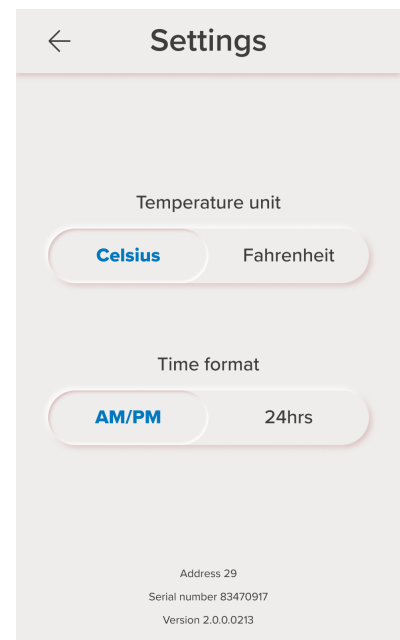 Settings
Temperature unit
Celsius Fahrenheit
Time format
AM/PM 24hrs
Address 29
Serial number 83470917
Version 2.0.0.0213